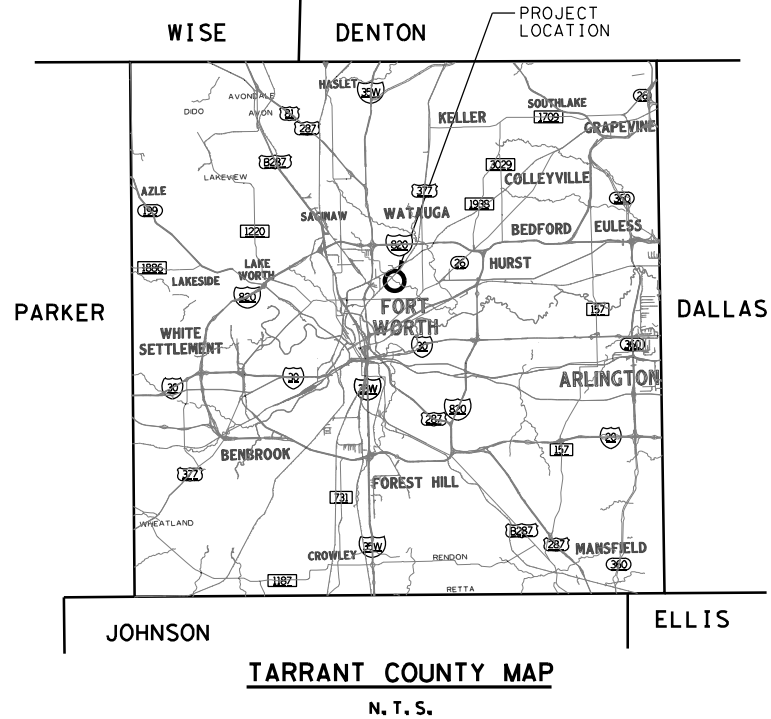 PROJECT
LOCATION
WISE
DENTON
HASLET
35W
26
AVONDALE
SOUTHLAKE
DIDO
AVON
81
287
KELLER
1709
GRAPEVINE
B287
3029
LAKEVIEW
COLLEYVILLE
AZLE
377
360
199
1938
SAGINAW
WATAUGA
1220
BEDFORD
EULESS
820
1886
LAKE
WORTH
26
HURST
LAKESIDE
820
PARKER
FORT
WORTH
157
DALLAS
WHITE
SETTLEMENT
30
360
30
30
35W
ARLINGTON
287
820
20
BENBROOK
157
377
FOREST HILL
731
WHEATLAND
B287
35W
287
MANSFIELD
CROWLEY
RENDON
360
1187
RETTA
JOHNSON
ELLIS
TARRANT COUNTY MAP
N.T.S.